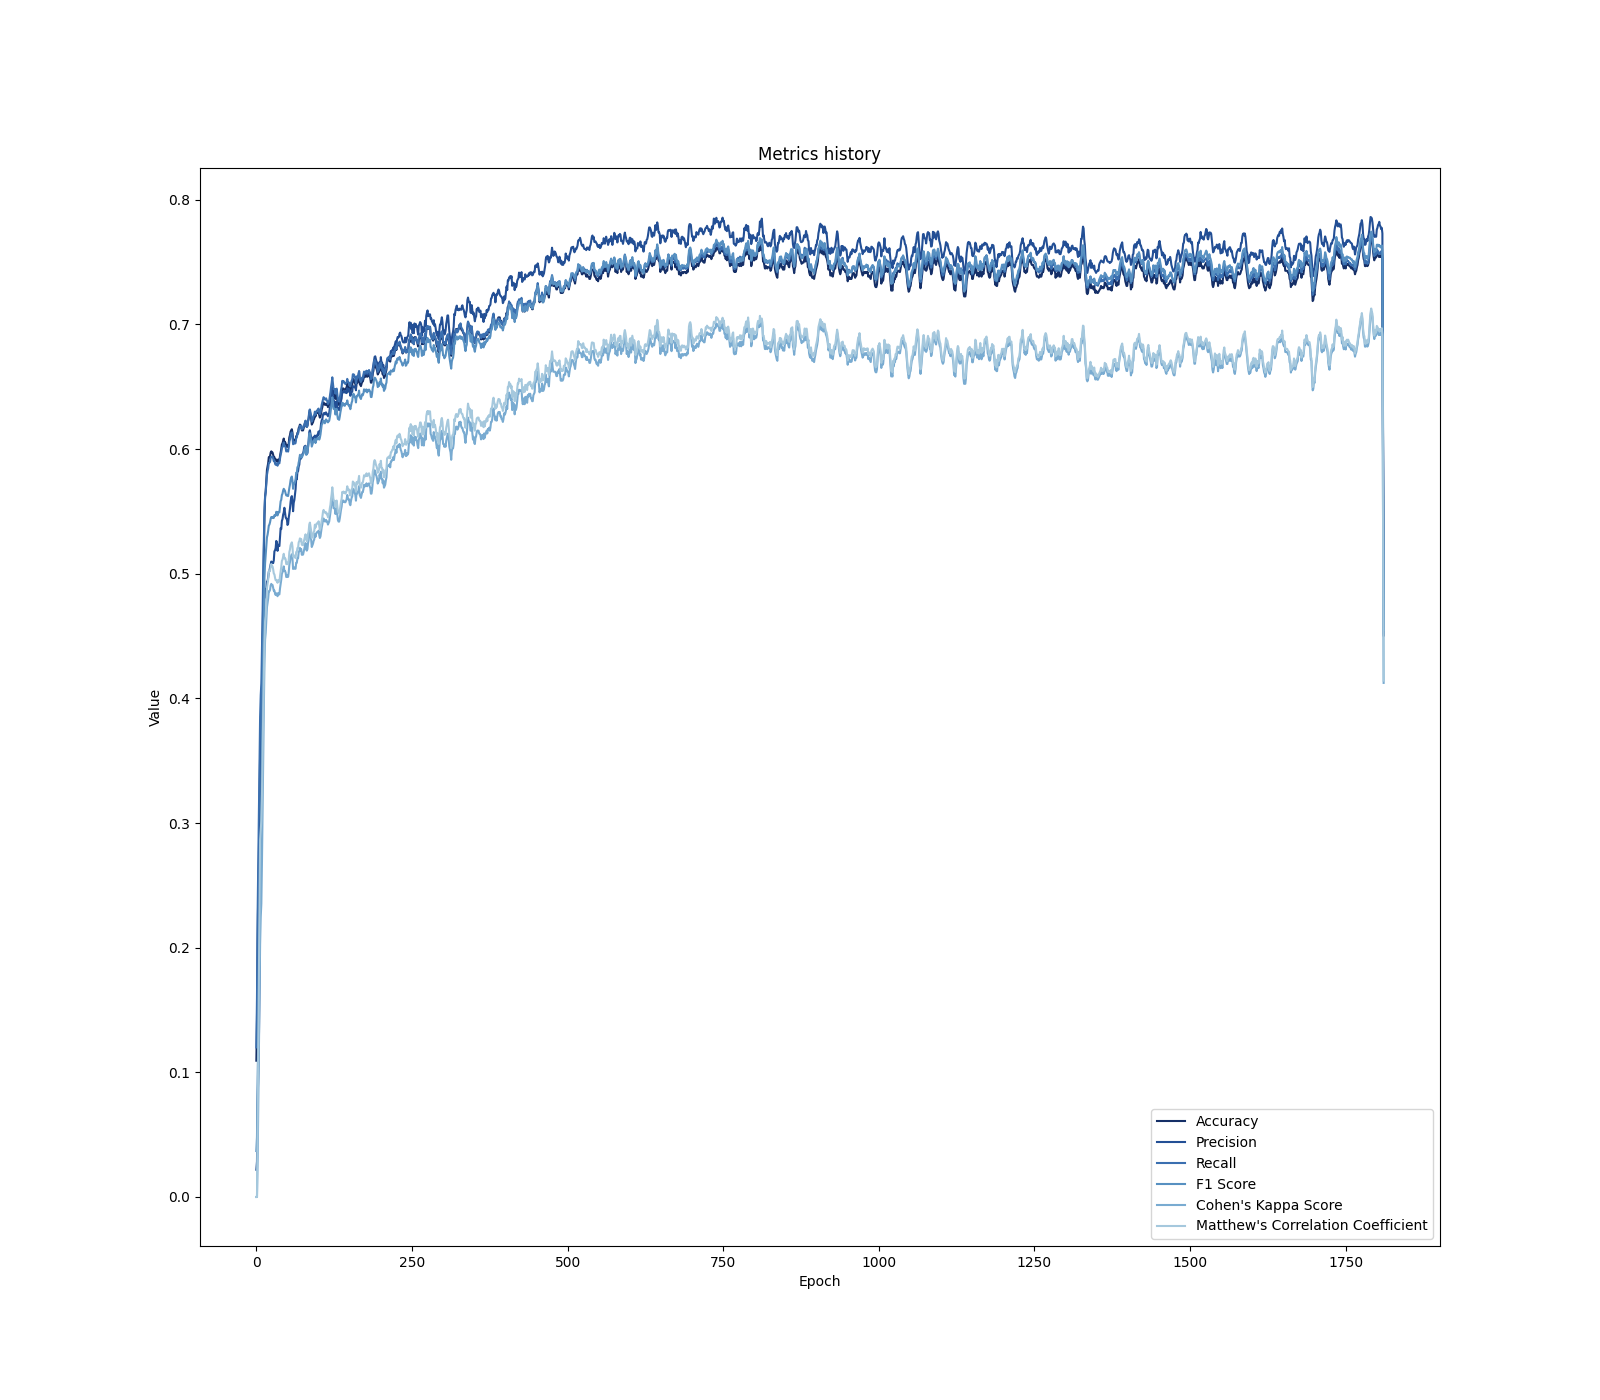 Metrics history
0.8
0.7
0.6
0.5
0.4
0.3
0.2
0.1
0.0
Value
0 250 500 750 1000 1250 1500 1750
Epoch
Accuracy
Precision
Recall
F1 Score
Cohen's Kappa Score
Matthew's Correlation Coefficient